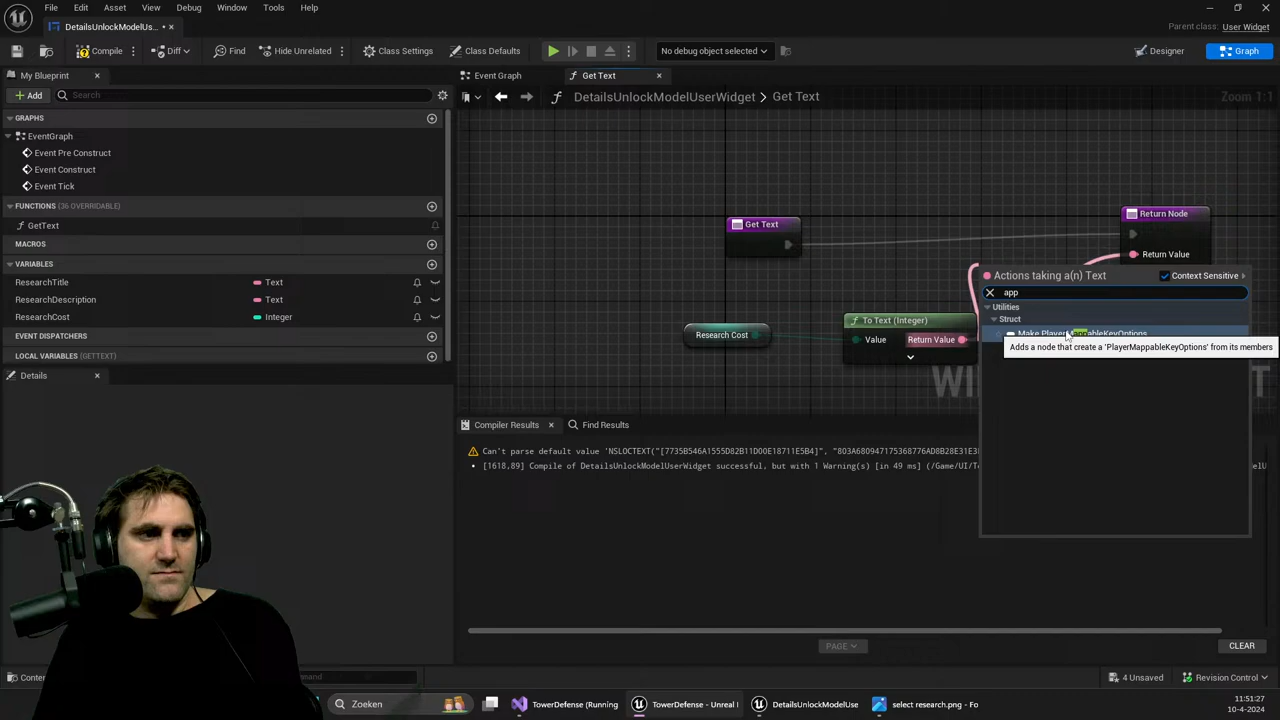 File Edit Asset View Debug Window Tools Help
DetailsUnlockModelUs...
Parent class: User Widget
Compile Diff Find Hide Unrelated Class Settings Class Defaults No debug object selected Designer Graph
My Blueprint Event Graph Get Text
Add Search DetailsUnlockModelUserWidget > Get Text Zoom 1:1
GRAPHS
EventGraph
Event Pre Construct
Event Construct
Event Tick
FUNCTIONS (36 OVERRIDABLE)
GetText
MACROS
VARIABLES
ResearchTitle Text
ResearchDescription Text
ResearchCost Integer
EVENT DISPATCHERS
LOCAL VARIABLES (GETTEXT)
Details
Get Text
Return Node
Return Value
Research Cost
To Text (Integer)
Value Return Value
Actions taking a(n) Text Context Sensitive
app
Utilities
Struct
Make PlayerMappableKeyOptions
Adds a node that create a 'PlayerMappableKeyOptions' from its members
Compiler Results Find Results
Can't parse default value 'NSLOCTEXT("[7735B546A1555D82B11D00E18711E5B4]", "803A680947175368776AD8B28E31E3
[1618,89] Compile of DetailsUnlockModelUserWidget successful, but with 1 Warning(s) [in 49 ms] (/Game/UI/T
PAGE CLEAR
4 Unsaved Revision Control
Zoeken TowerDefense (Running TowerDefense - Unreal DetailsUnlockModelUse select research.png - Fo
11:51:27
10-4-2024